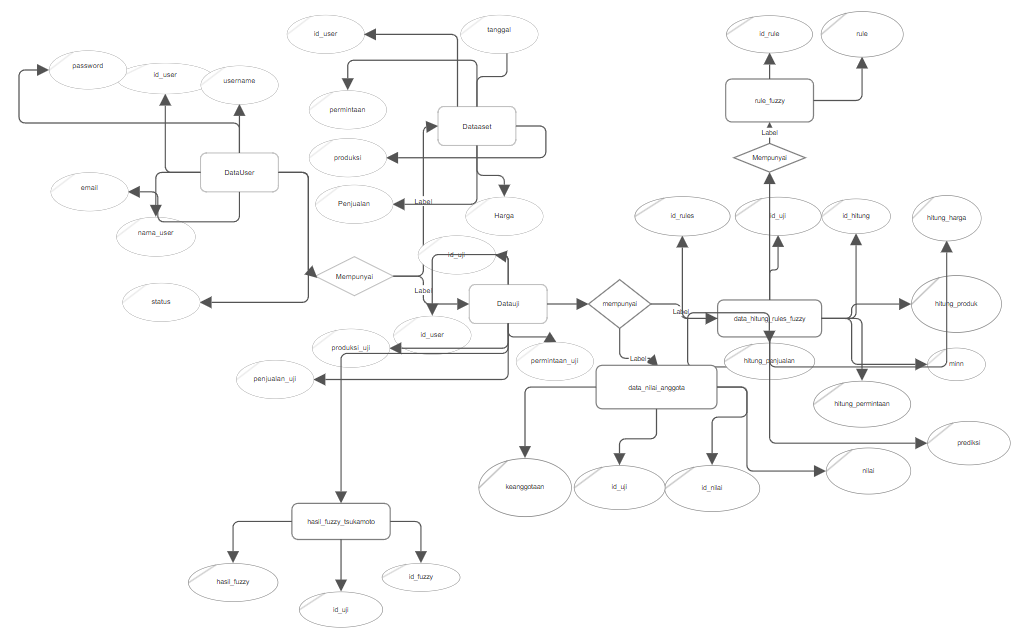 id_user
tanggal
id_rule
rule
password
id_user
username
permintaan
rule_fuzzy
Dataaset
Label
produksi
Mempunyai
DataUser
email
Penjualan
Label
Harga
id_rules
id_uji
id_hitung
hitung_harga
nama_user
id_uji
Mempunyai
Label
status
Datauji
mempunyai
Label
data_hitung_rules_fuzzy
hitung_produk
id_user
produksi_uji
permintaan_uji
Label
hitung_penjualan
minn
penjualan_uji
data_nilai_anggota
hitung_permintaan
prediksi
nilai
keanggotaan
id_uji
id_nilai
hasil_fuzzy_tsukamoto
hasil_fuzzy
id_fuzzy
id_uji